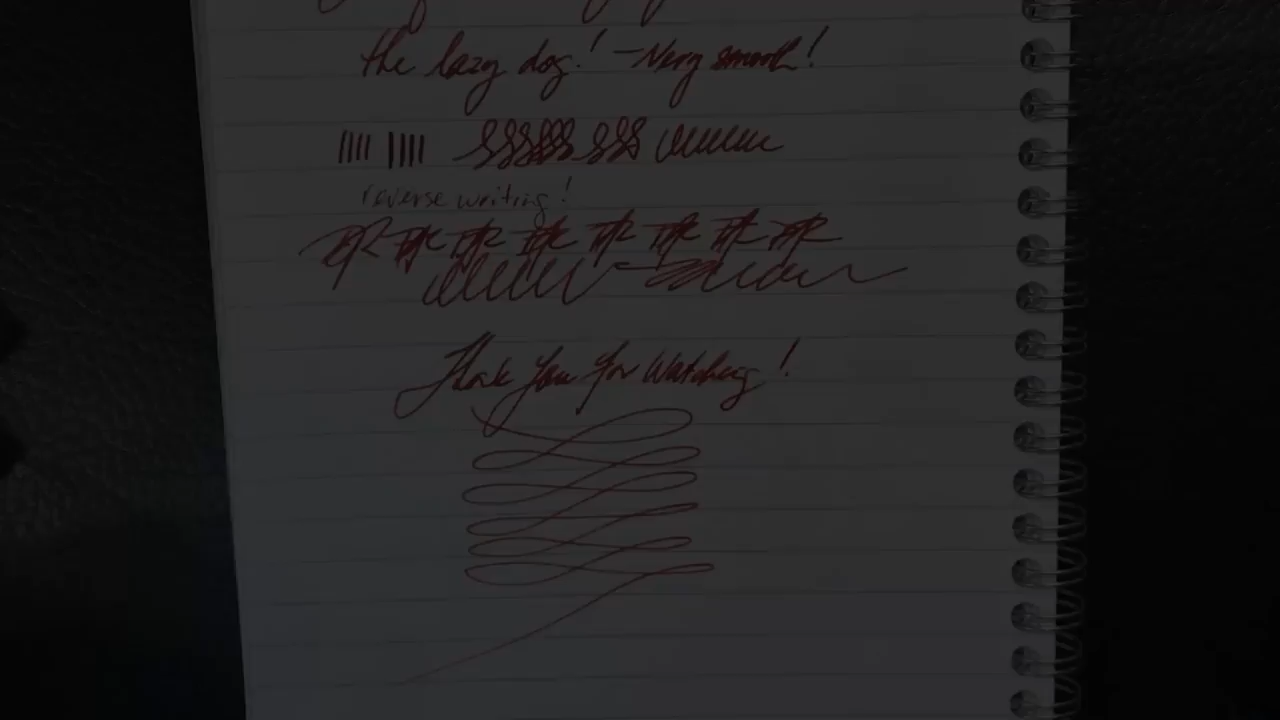 the lazy dog! - Very smooth!
reverse writing!
Thank You For Watching!